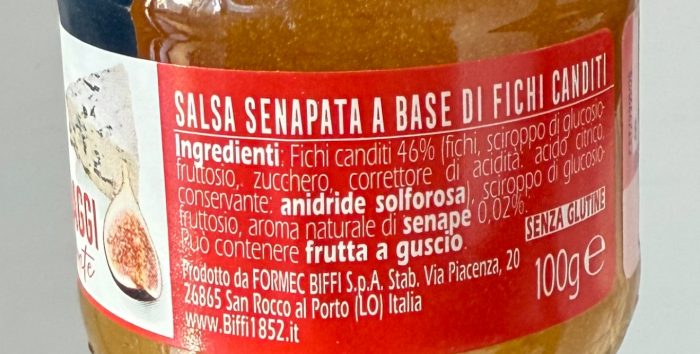 SALSA SENAPATA A BASE DI FICHI CANDITI
Ingredienti: Fichi canditi 46% (fichi, sciroppo di glucosio-
fruttosio, zucchero, correttore di acidità: acido citrico,
conservante: anidride solforosa), sciroppo di glucosio-
fruttosio, aroma naturale di senape 0,02%.
Può contenere frutta a guscio.
SENZA GLUTINE
Prodotto da FORMEC BIFFI S.p.A. Stab. Via Piacenza, 20
26865 San Rocco al Porto (LO) Italia
www.Biffi1852.it
100g e